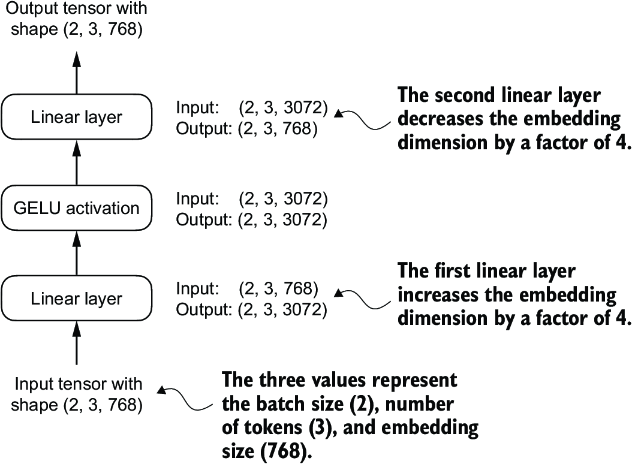 Output tensor with
shape (2, 3, 768)
Linear layer
Input: (2, 3, 3072)
Output: (2, 3, 768)
The second linear layer
decreases the embedding
dimension by a factor of 4.
GELU activation
Input: (2, 3, 3072)
Output: (2, 3, 3072)
Linear layer
Input: (2, 3, 768)
Output: (2, 3, 3072)
The first linear layer
increases the embedding
dimension by a factor of 4.
Input tensor with
shape (2, 3, 768)
The three values represent
the batch size (2), number
of tokens (3), and embedding
size (768).